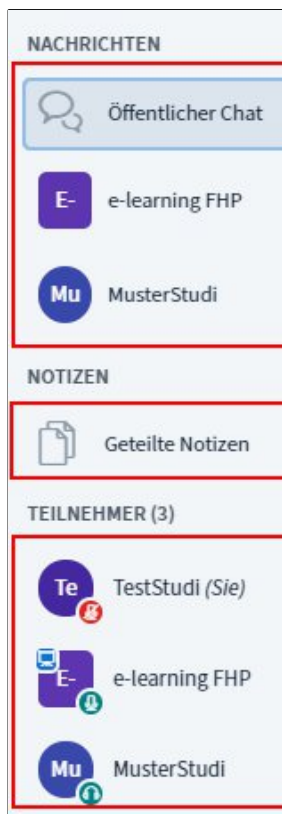 NACHRICHTEN
Öffentlicher Chat
E- e-learning FHP
Mu MusterStudi
NOTIZEN
Geteilte Notizen
TEILNEHMER (3)
Te TestStudi (Sie)
E- e-learning FHP
Mu MusterStudi